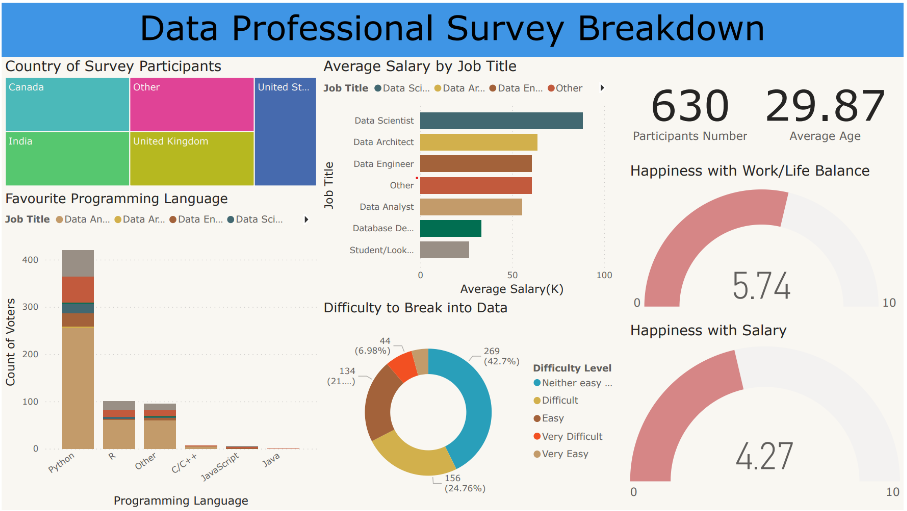 Data Professional Survey Breakdown
Country of Survey Participants
Canada
Other
United St...
India
United Kingdom
Favourite Programming Language
Job Title Data An... Data Ar... Data En... Data Sci...
Count of Voters
400
300
200
100
0
Python
R
Other
C/C++
JavaScript
Java
Programming Language
Average Salary by Job Title
Job Title Data Sci... Data Ar... Data En... Other
Job Title
Data Scientist
Data Architect
Data Engineer
Other
Data Analyst
Database De...
Student/Look...
0 50 100
Average Salary(K)
Difficulty to Break into Data
44
(6.98%)
269
(42.7%)
134
(21....)
156
(24.76%)
Difficulty Level
Neither easy ...
Difficult
Easy
Very Difficult
Very Easy
630
Participants Number
29.87
Average Age
Happiness with Work/Life Balance
5.74
0 10
Happiness with Salary
4.27
0 10